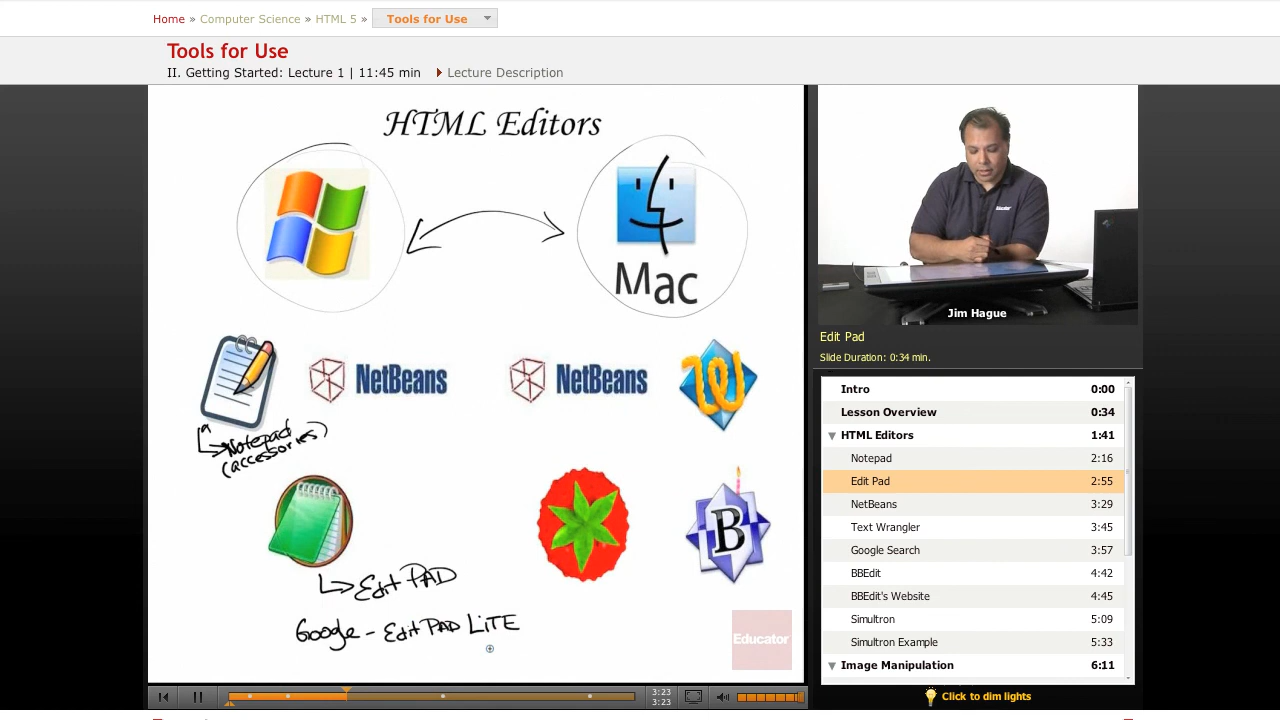 Home » Computer Science » HTML 5 » Tools for Use
Tools for Use
II. Getting Started: Lecture 1 | 11:45 min Lecture Description
HTML Editors
Mac
NetBeans
NetBeans
W
Notepad
(accessories)
B
Edit PAD
Google - Edit PAD LiTE
Educator
Jim Hague
Edit Pad
Slide Duration: 0:34 min.
Intro 0:00
Lesson Overview 0:34
HTML Editors 1:41
Notepad 2:16
Edit Pad 2:55
NetBeans 3:29
Text Wrangler 3:45
Google Search 3:57
BBEdit 4:42
BBEdit's Website 4:45
Simultron 5:09
Simultron Example 5:33
Image Manipulation 6:11
3:23
3:23
Click to dim lights